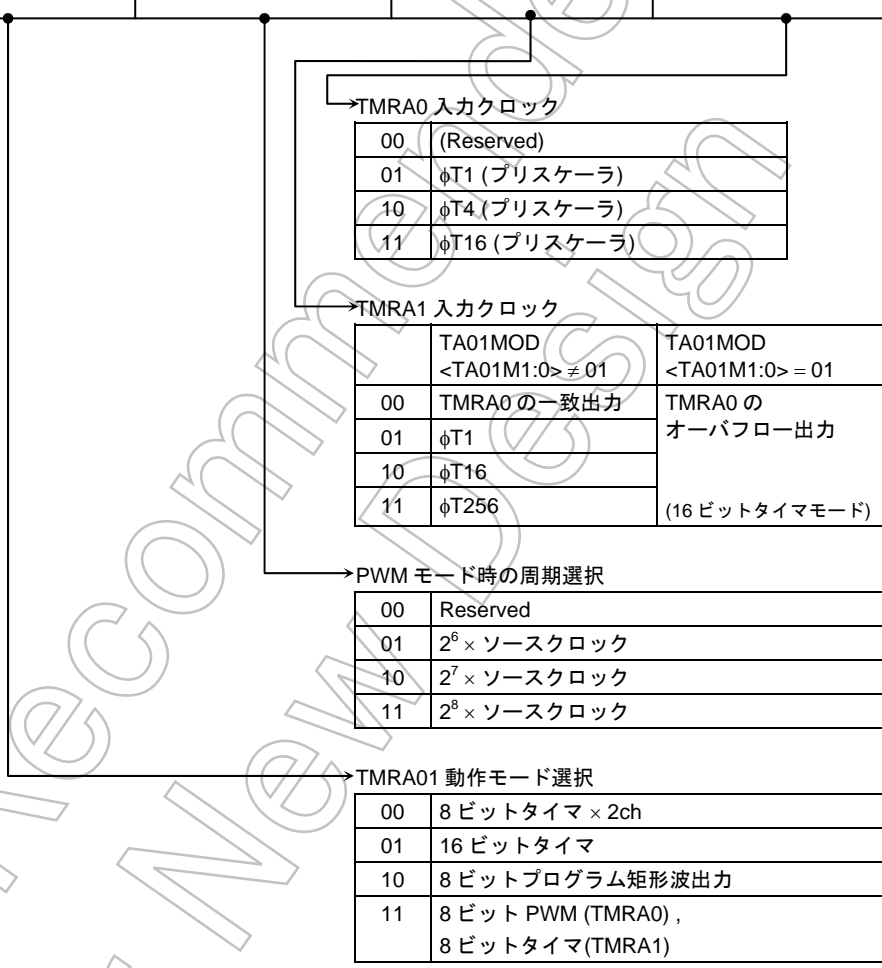 TMRA0 入力クロック
00 (Reserved)
01 φT1 (プリスケーラ)
10 φT4 (プリスケーラ)
11 φT16 (プリスケーラ)
TMRA1 入力クロック
TA01MOD TA01MOD
<TA01M1:0> ≠ 01 <TA01M1:0> = 01
00 TMRA0 の一致出力 TMRA0 の
01 φT1 オーバフロー出力
10 φT16
11 φT256 (16 ビットタイマモード)
PWM モード時の周期選択
00 Reserved
01 2⁶ × ソースクロック
10 2⁷ × ソースクロック
11 2⁸ × ソースクロック
TMRA01 動作モード選択
00 8 ビットタイマ × 2ch
01 16 ビットタイマ
10 8 ビットプログラム矩形波出力
11 8 ビット PWM (TMRA0) ,
8 ビットタイマ(TMRA1)
Recommende
New Design